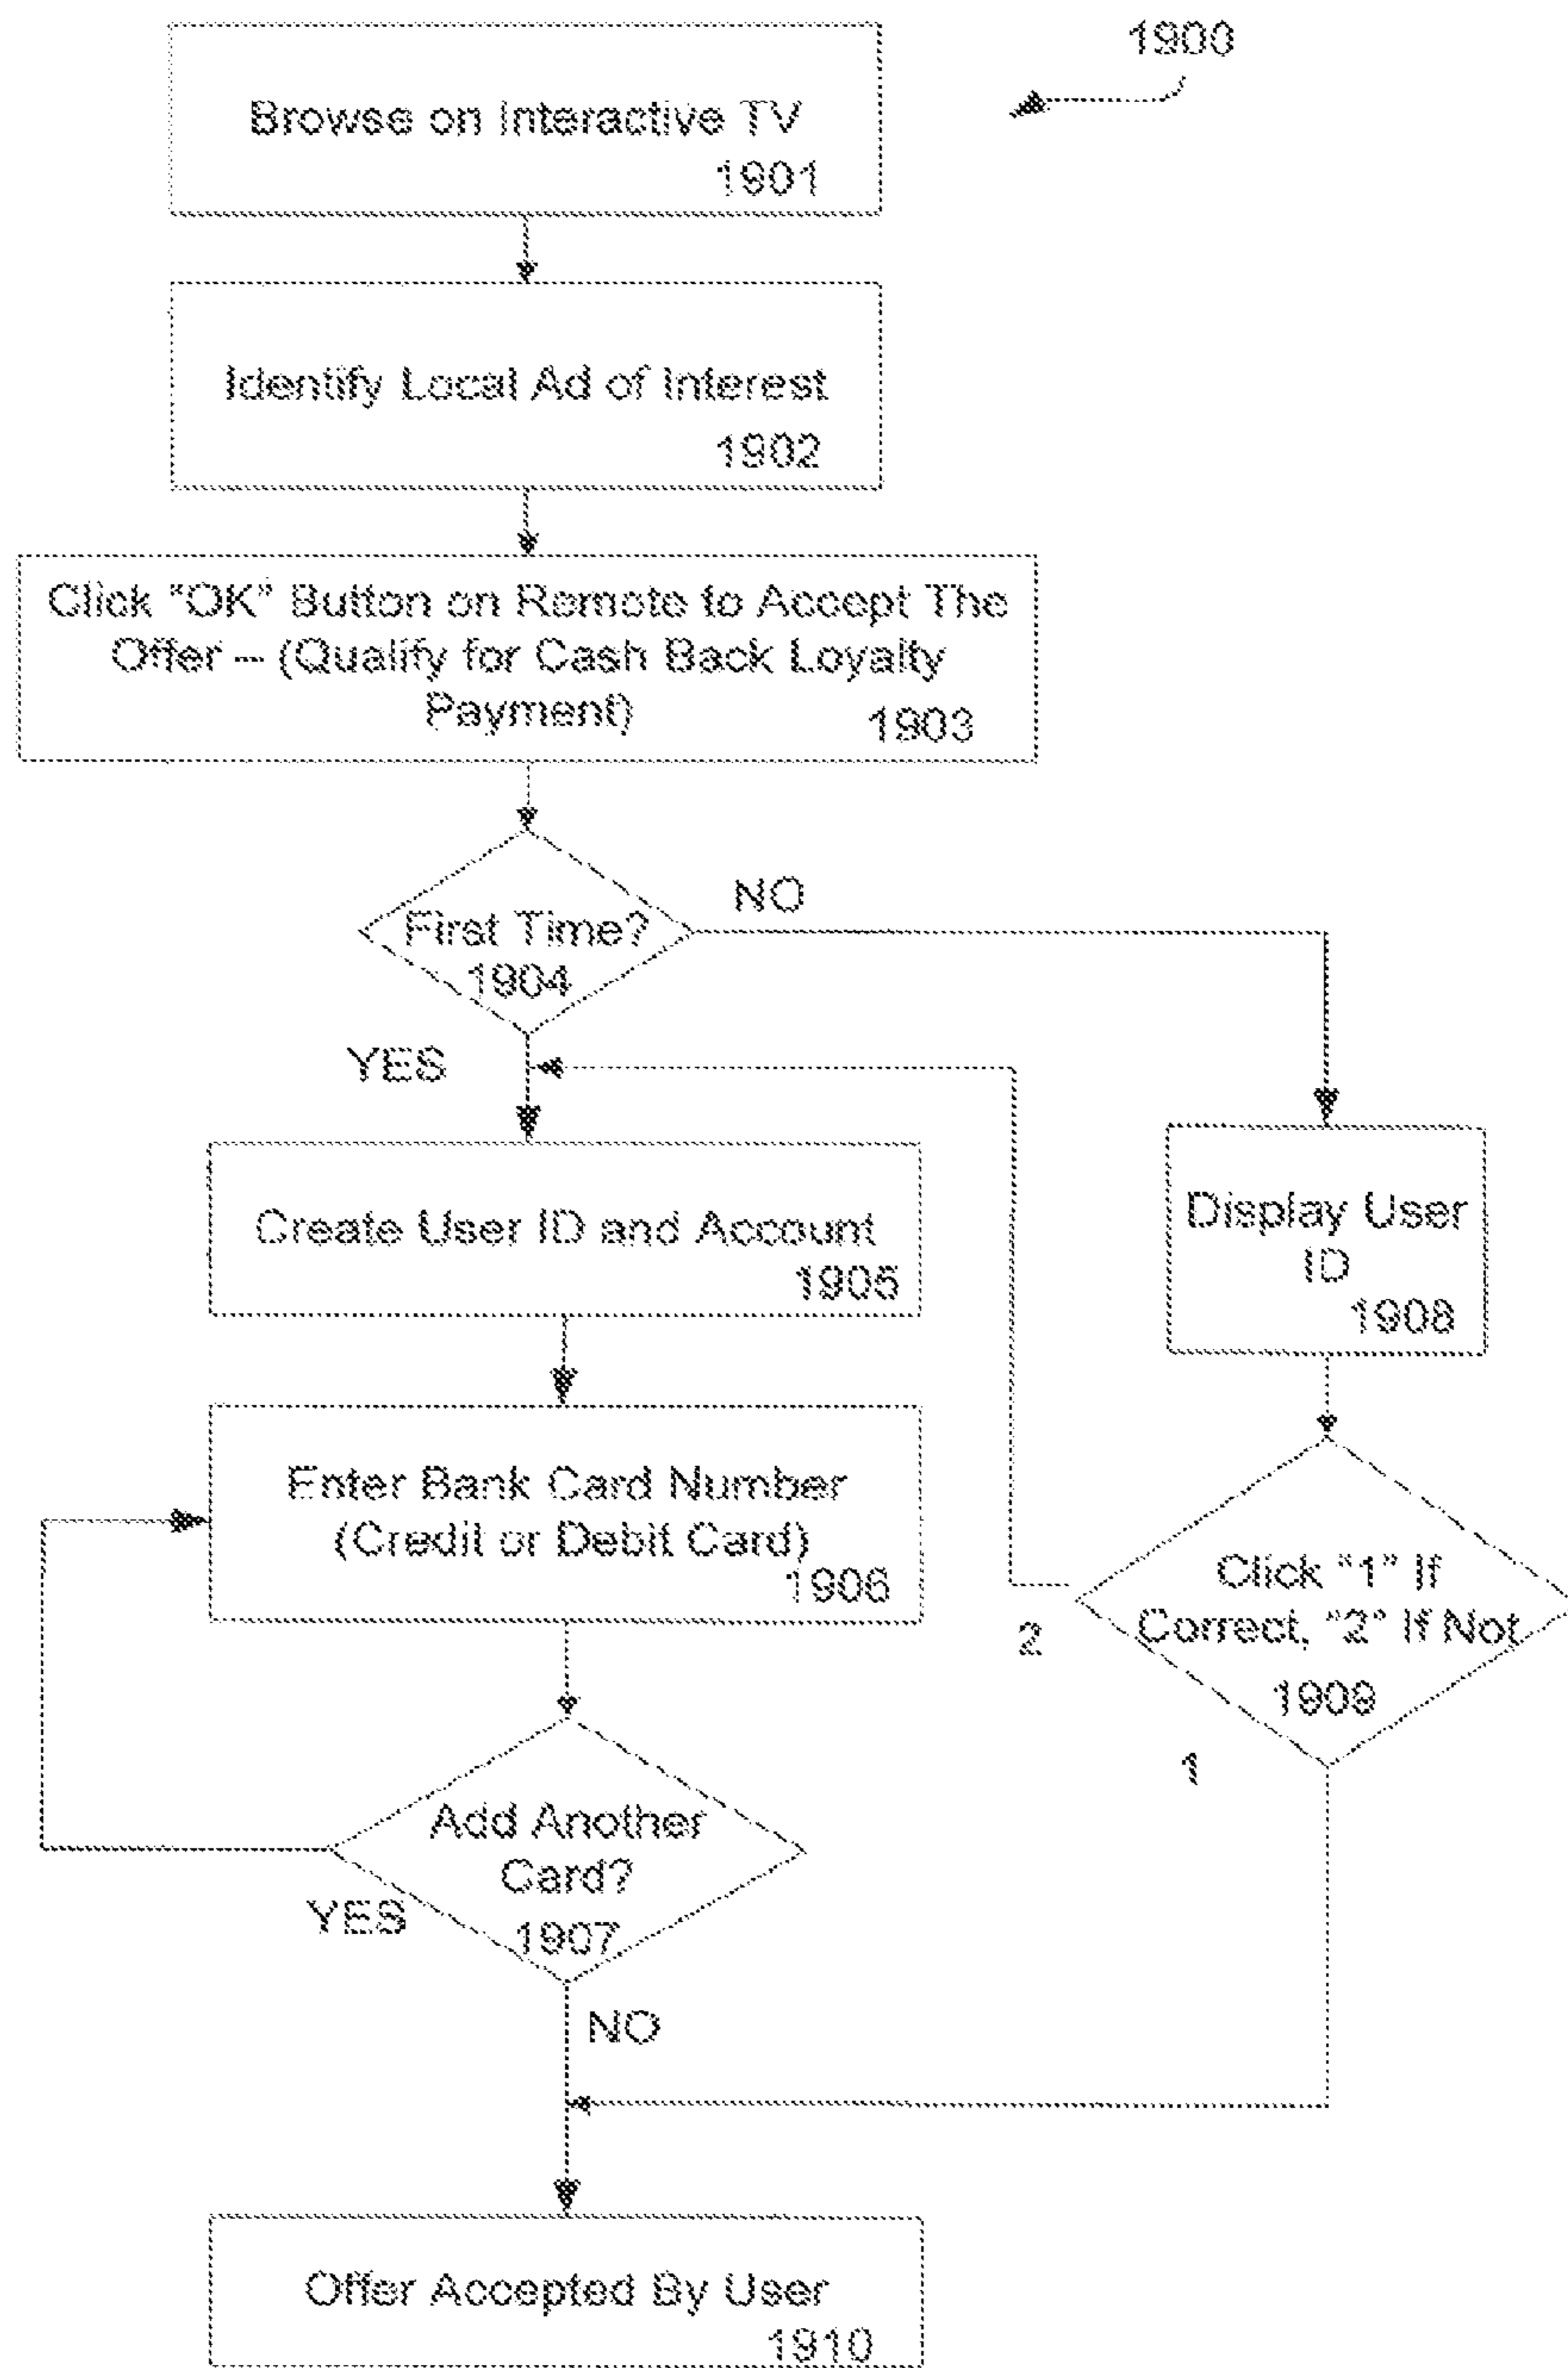 1900
Browse on Interactive TV
1901
Identify Local Ad of Interest
1902
Click "OK" Button on Remote to Accept The
Offer – (Qualify for Cash Back Loyalty
Payment)
1903
First Time?
1904
NO
YES
Create User ID and Account
1905
Display User
ID
1908
Enter Bank Card Number
(Credit or Debit Card)
1906
Click "1" If
Correct, "2" If Not
1909
2
1
Add Another
Card?
1907
YES
NO
Offer Accepted By User
1910